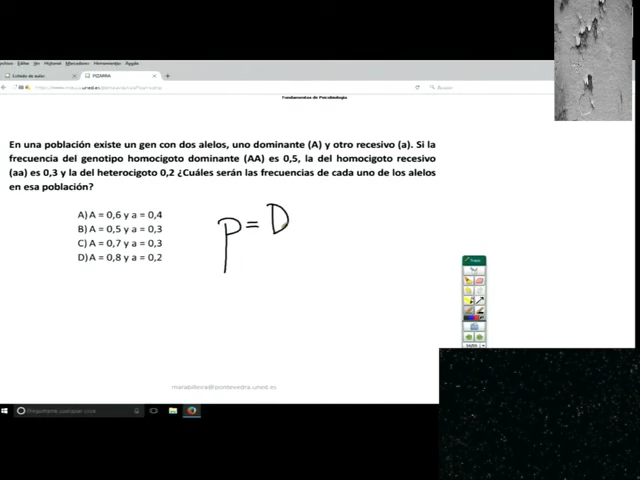 Listado de aulas
PIZARRA
Buscar
Fundamentos de Psicobiología
En una población existe un gen con dos alelos, uno dominante (A) y otro recesivo (a). Si la
frecuencia del genotipo homocigoto dominante (AA) es 0,5, la del homocigoto recesivo
(aa) es 0,3 y la del heterocigoto 0,2 ¿Cuáles serán las frecuencias de cada uno de los alelos
en esa población?
A) A = 0,6 y a = 0,4
B) A = 0,5 y a = 0,3
C) A = 0,7 y a = 0,3
D) A = 0,8 y a = 0,2
P = D